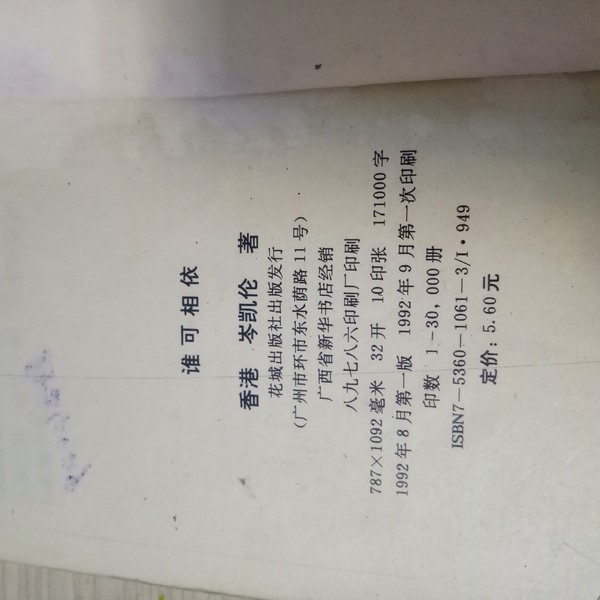 谁可相依
香港 岑凯伦 著
花城出版社出版发行
(广州市环市东水荫路11号)
广西省新华书店经销
八九七八六印刷厂印刷
787×1092毫米 32开 10印张 171000字
1992年8月第一版 1992年9月第一次印刷
印数 1-30,000册
ISBN7-5360-1061-3/I·949
定价:5.60元